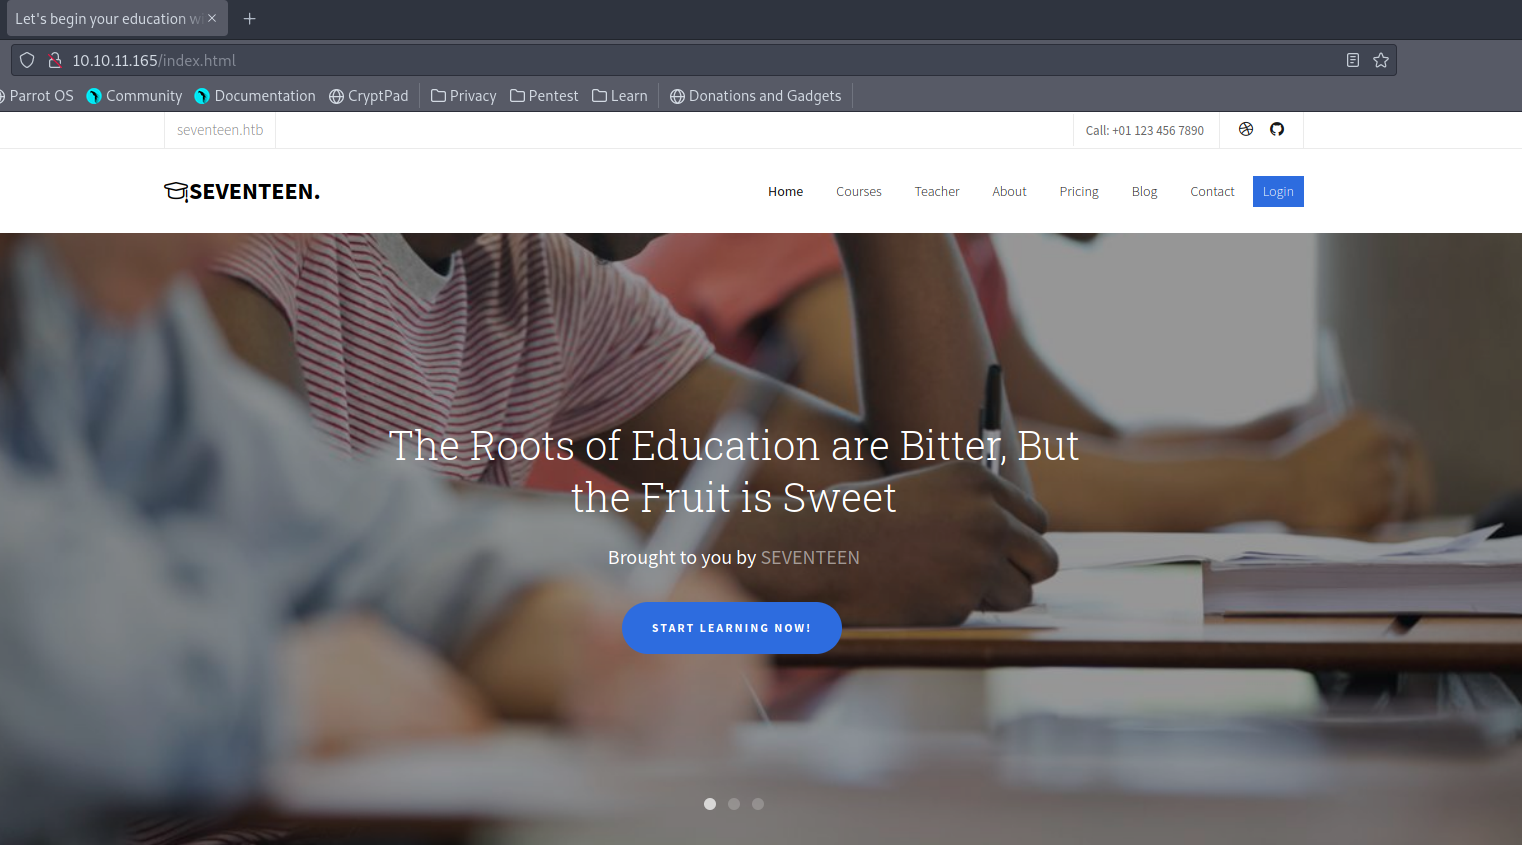 Let's begin your education wi
10.10.11.165/index.html
Parrot OS Community Documentation CryptPad Privacy Pentest Learn Donations and Gadgets
seventeen.htb Call: +01 123 456 7890
SEVENTEEN. Home Courses Teacher About Pricing Blog Contact Login
The Roots of Education are Bitter, But
the Fruit is Sweet
Brought to you by SEVENTEEN
START LEARNING NOW!